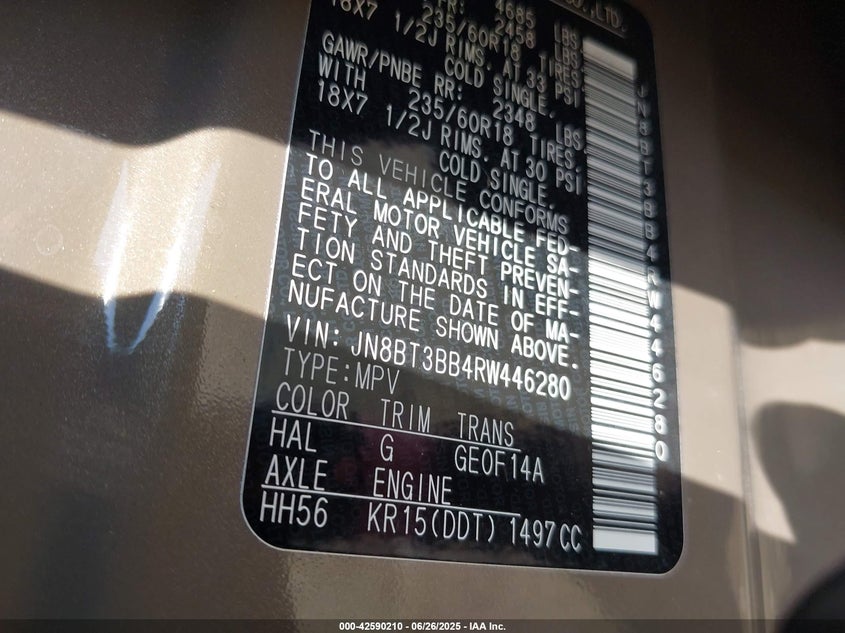 CO.,LTD.
FR: 4685 LBS
2458 LBS
235/60R18 TIRES,
18X7 1/2J RIMS. AT 33 PSI
COLD SINGLE.
GAWR/PNBE RR: 2348 LBS
WITH 235/60R18 TIRES,
18X7 1/2J RIMS. AT 30 PSI
COLD SINGLE.
THIS VEHICLE CONFORMS
TO ALL APPLICABLE FED-
ERAL MOTOR VEHICLE SA-
FETY AND THEFT PREVEN-
TION STANDARDS IN EFF-
ECT ON THE DATE OF MA-
NUFACTURE SHOWN ABOVE.
VIN: JN8BT3BB4RW446280
TYPE:MPV
COLOR TRIM TRANS
HAL G GE0F14A
AXLE ENGINE
HH56 KR15(DDT) 1497CC
JN8BT3BB4RW446280
000-42590210 - 06/26/2025 - IAA Inc.